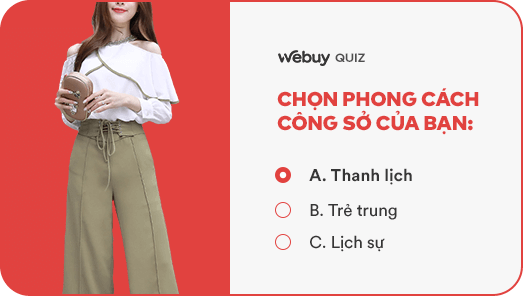 Webuy QUIZ
CHỌN PHONG CÁCH
CÔNG SỞ CỦA BẠN:
A. Thanh lịch
B. Trẻ trung
C. Lịch sự